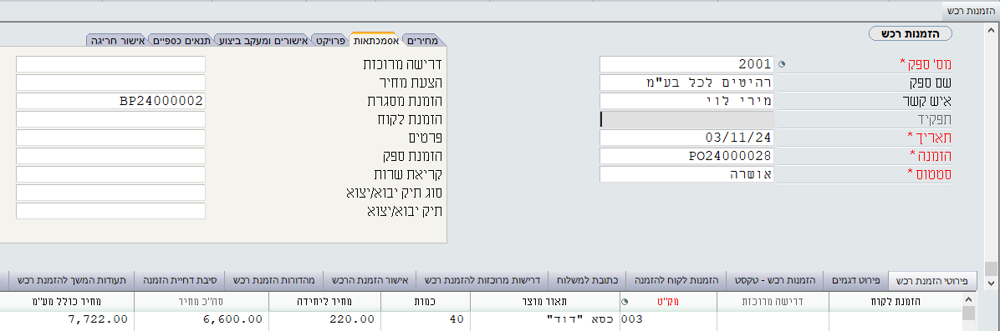 הזמנות רכש
הזמנות רכש
מחירים אסמכתאות פרויקט אישורים ומעקב ביצוע תנאים כספיים אישור חריגה
מס' ספק * 2001
שם ספק רהיטים לכל בע"מ
איש קשר מירי לוי
תפקיד
תאריך * 03/11/24
הזמנה * PO24000028
סטטוס * אושרה
דרישה מרוכזת
הצעת מחיר
הזמנת מסגרת BP24000002
הזמנת לקוח
פרטים
הזמנת ספק
קריאת שרות
סוג תיק יבוא/יצוא
תיק יבוא/יצוא
פירוטי הזמנת רכש פירוט דגמים הזמנות רכש - טקסט הזמנות לקוח להזמנה כתובת למשלוח דרישות מרוכזות להזמנת רכש אישור הזמנת הרכש מהדורות הזמנת רכש סיבת דחיית הזמנה תעודות המשך להזמנת רכש
הזמנת לקוח דרישה מרוכזת מק"ט תאור מוצר כמות מחיר ליחידה סה"כ מחיר מחיר כולל מע"מ
003 כסא "דוד" 40 220.00 6,600.00 7,722.00